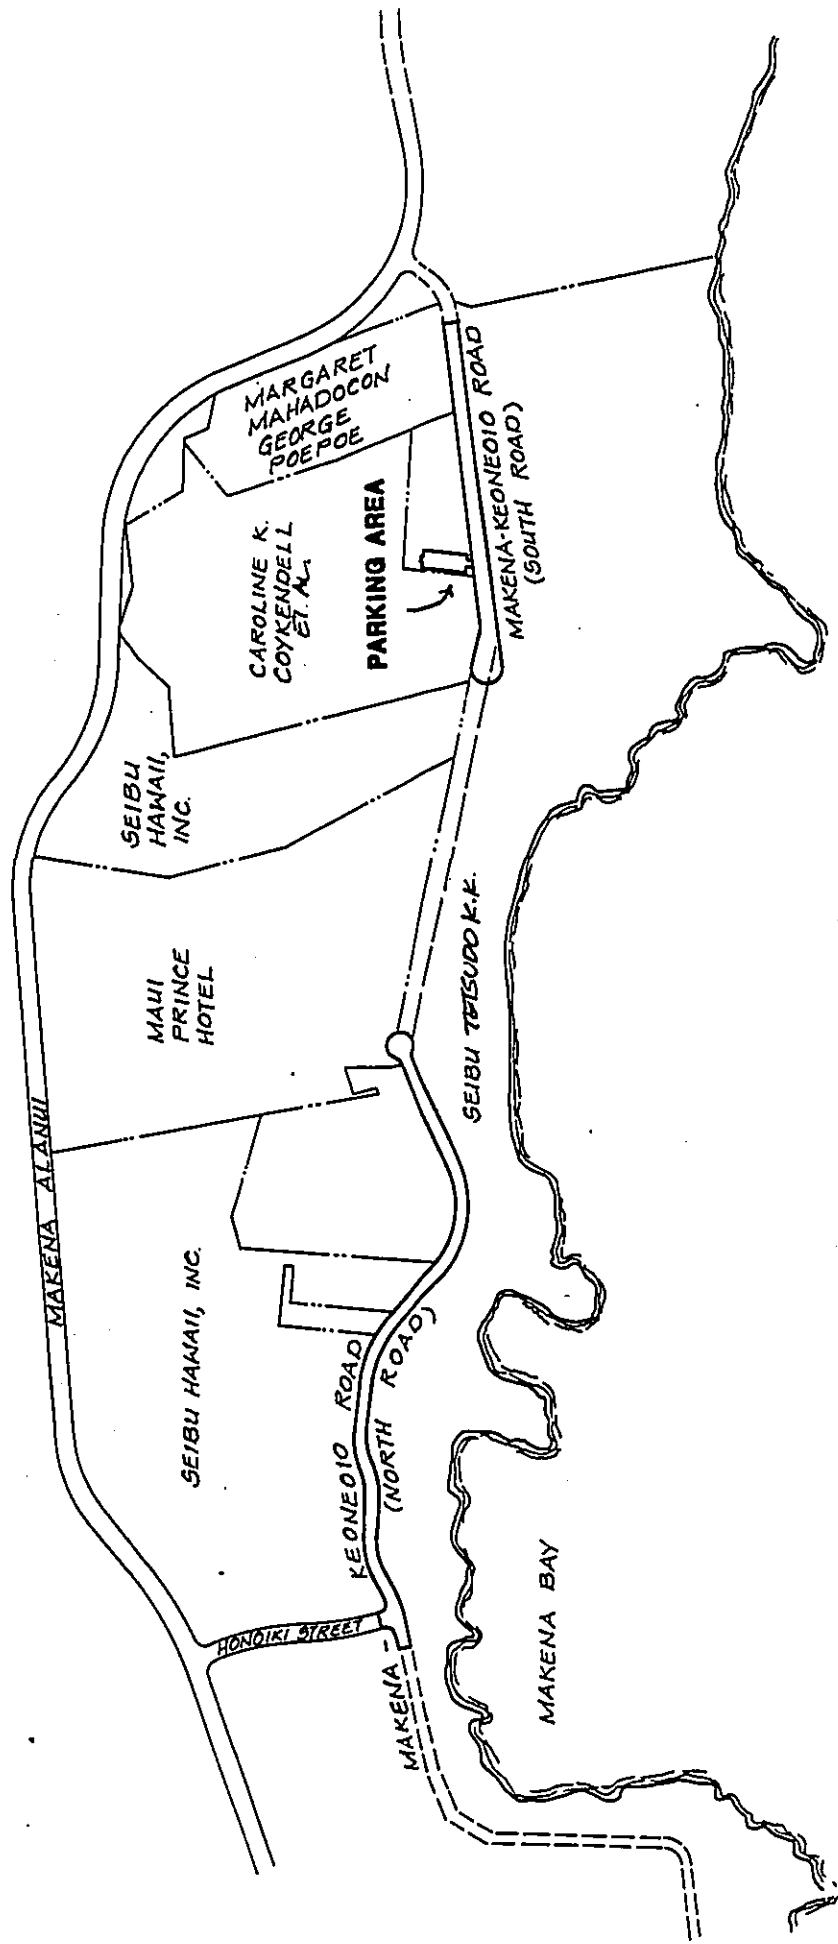 MAKENA ALANUI
HONOIKI STREET
SEIBU HAWAII, INC.
MAUI
PRINCE
HOTEL
SEIBU
HAWAII,
INC.
CAROLINE K.
COYKENDELL
ET. AL.
MARGARET
MAHADOCON
GEORGE
POEPOE
PARKING AREA
MAKENA KEONEOIO ROAD
(NORTH ROAD)
MAKENA-KEONEOIO ROAD
(SOUTH ROAD)
SEIBU TETSUDO K.K.
MAKENA BAY